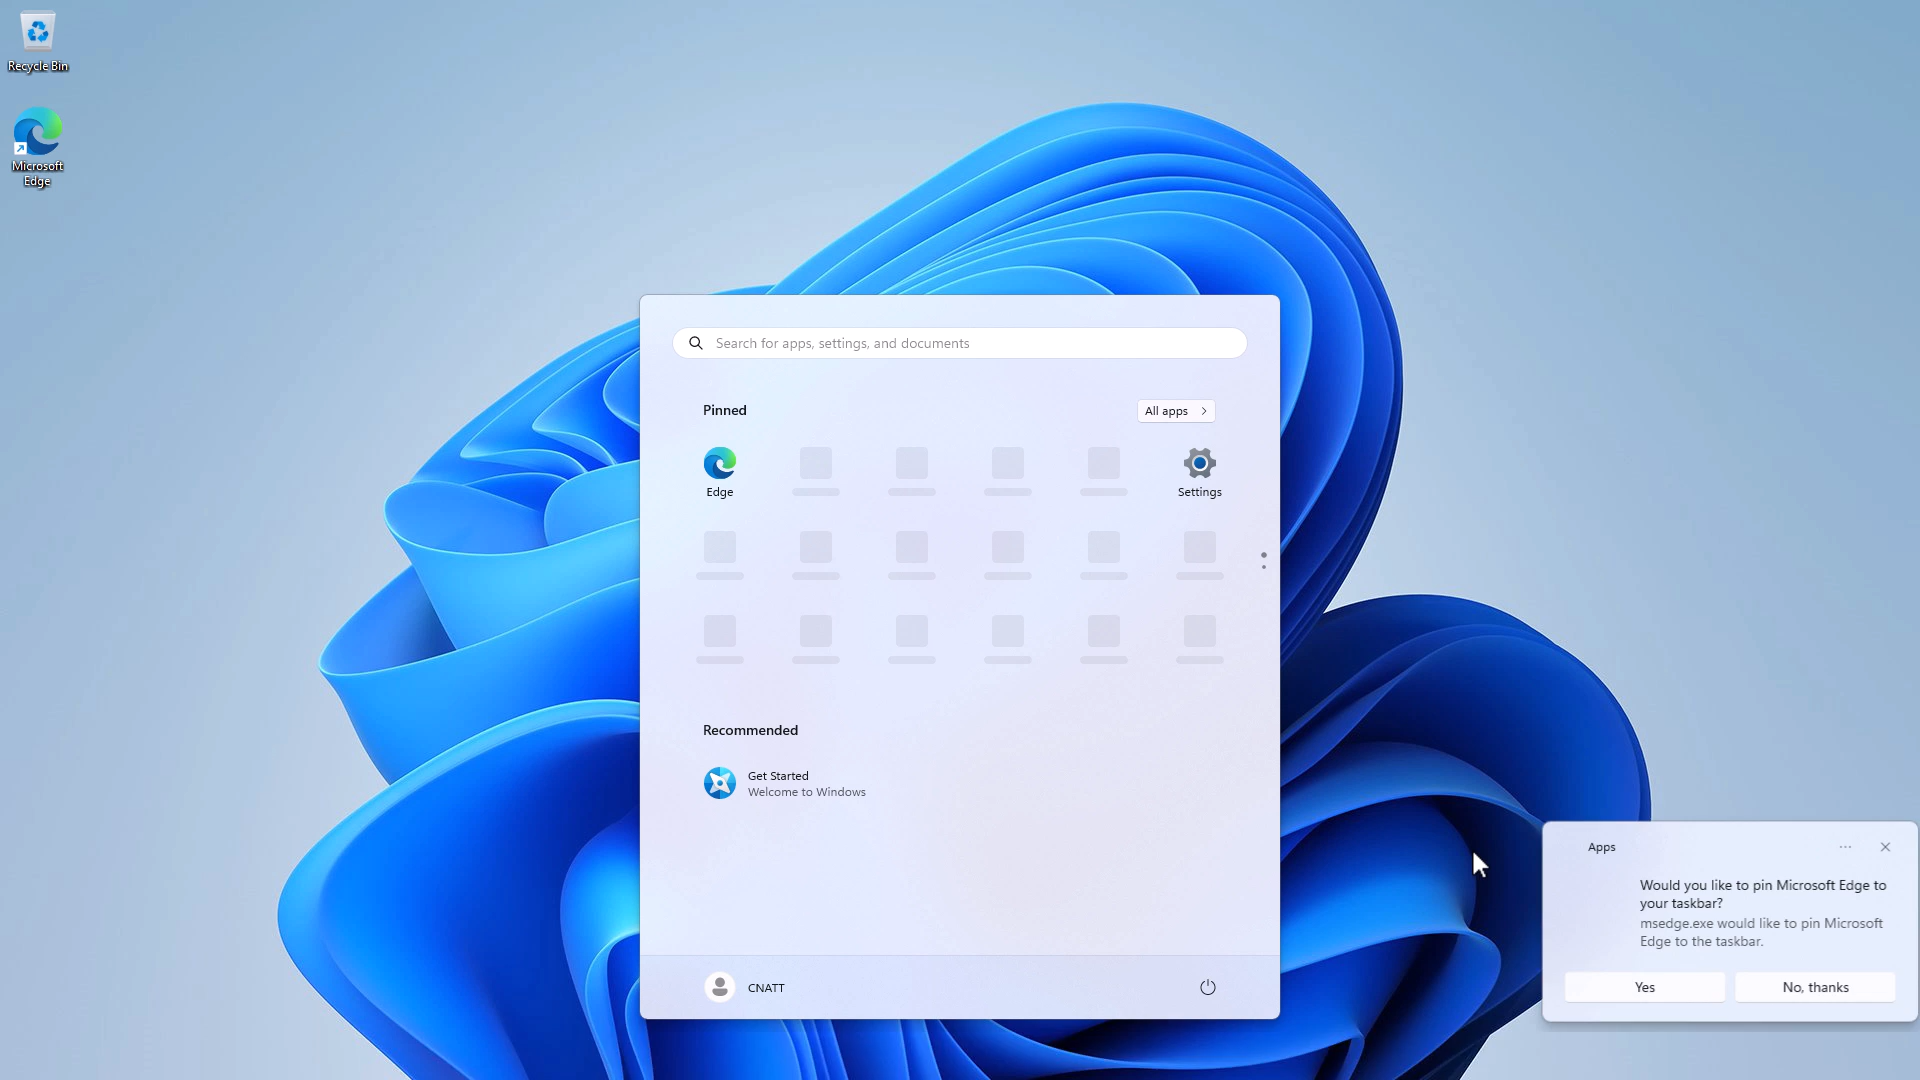 Recycle Bin
Microsoft
Edge
Search for apps, settings, and documents
Pinned
All apps
Edge
Settings
Recommended
Get Started
Welcome to Windows
CNATT
Apps
Would you like to pin Microsoft Edge to
your taskbar?
msedge.exe would like to pin Microsoft
Edge to the taskbar.
Yes
No, thanks